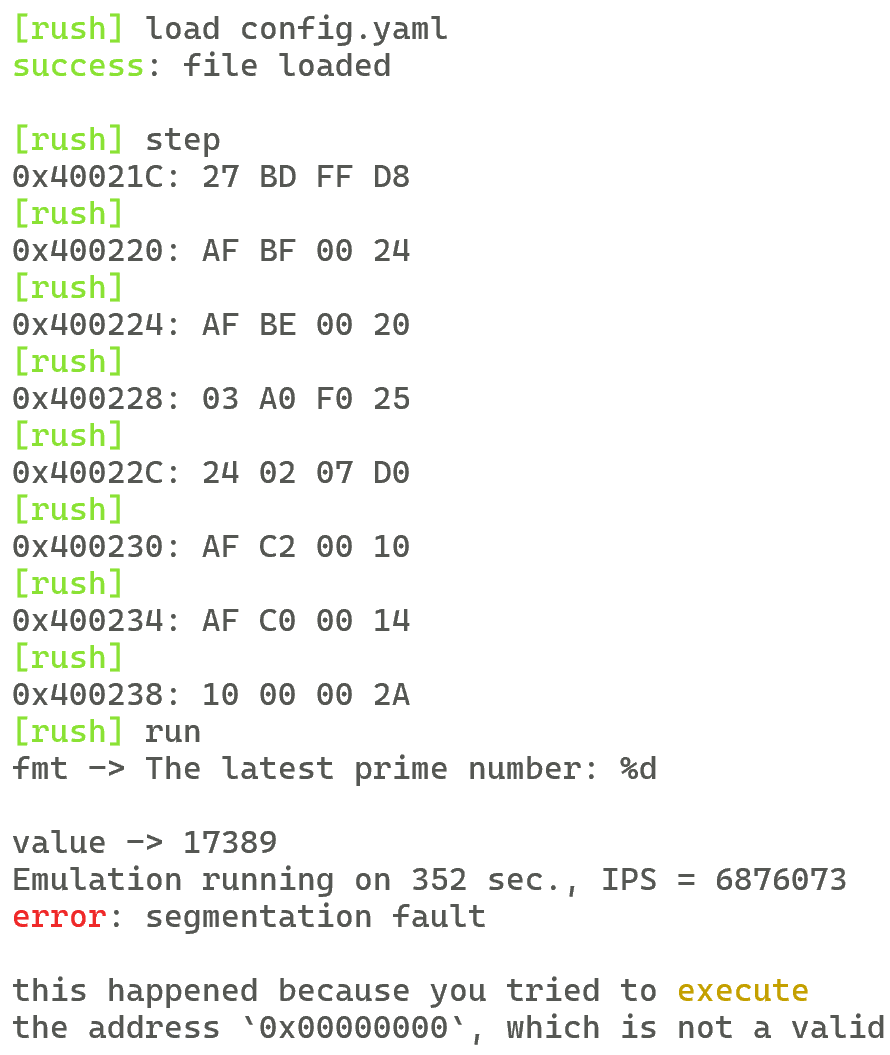 [rush] load config.yaml
success: file loaded

[rush] step
0x40021C: 27 BD FF D8
[rush]
0x400220: AF BF 00 24
[rush]
0x400224: AF BE 00 20
[rush]
0x400228: 03 A0 F0 25
[rush]
0x40022C: 24 02 07 D0
[rush]
0x400230: AF C2 00 10
[rush]
0x400234: AF C0 00 14
[rush]
0x400238: 10 00 00 2A
[rush] run
fmt -> The latest prime number: %d

value -> 17389
Emulation running on 352 sec., IPS = 6876073
error: segmentation fault

this happened because you tried to execute
the address `0x00000000`, which is not a valid